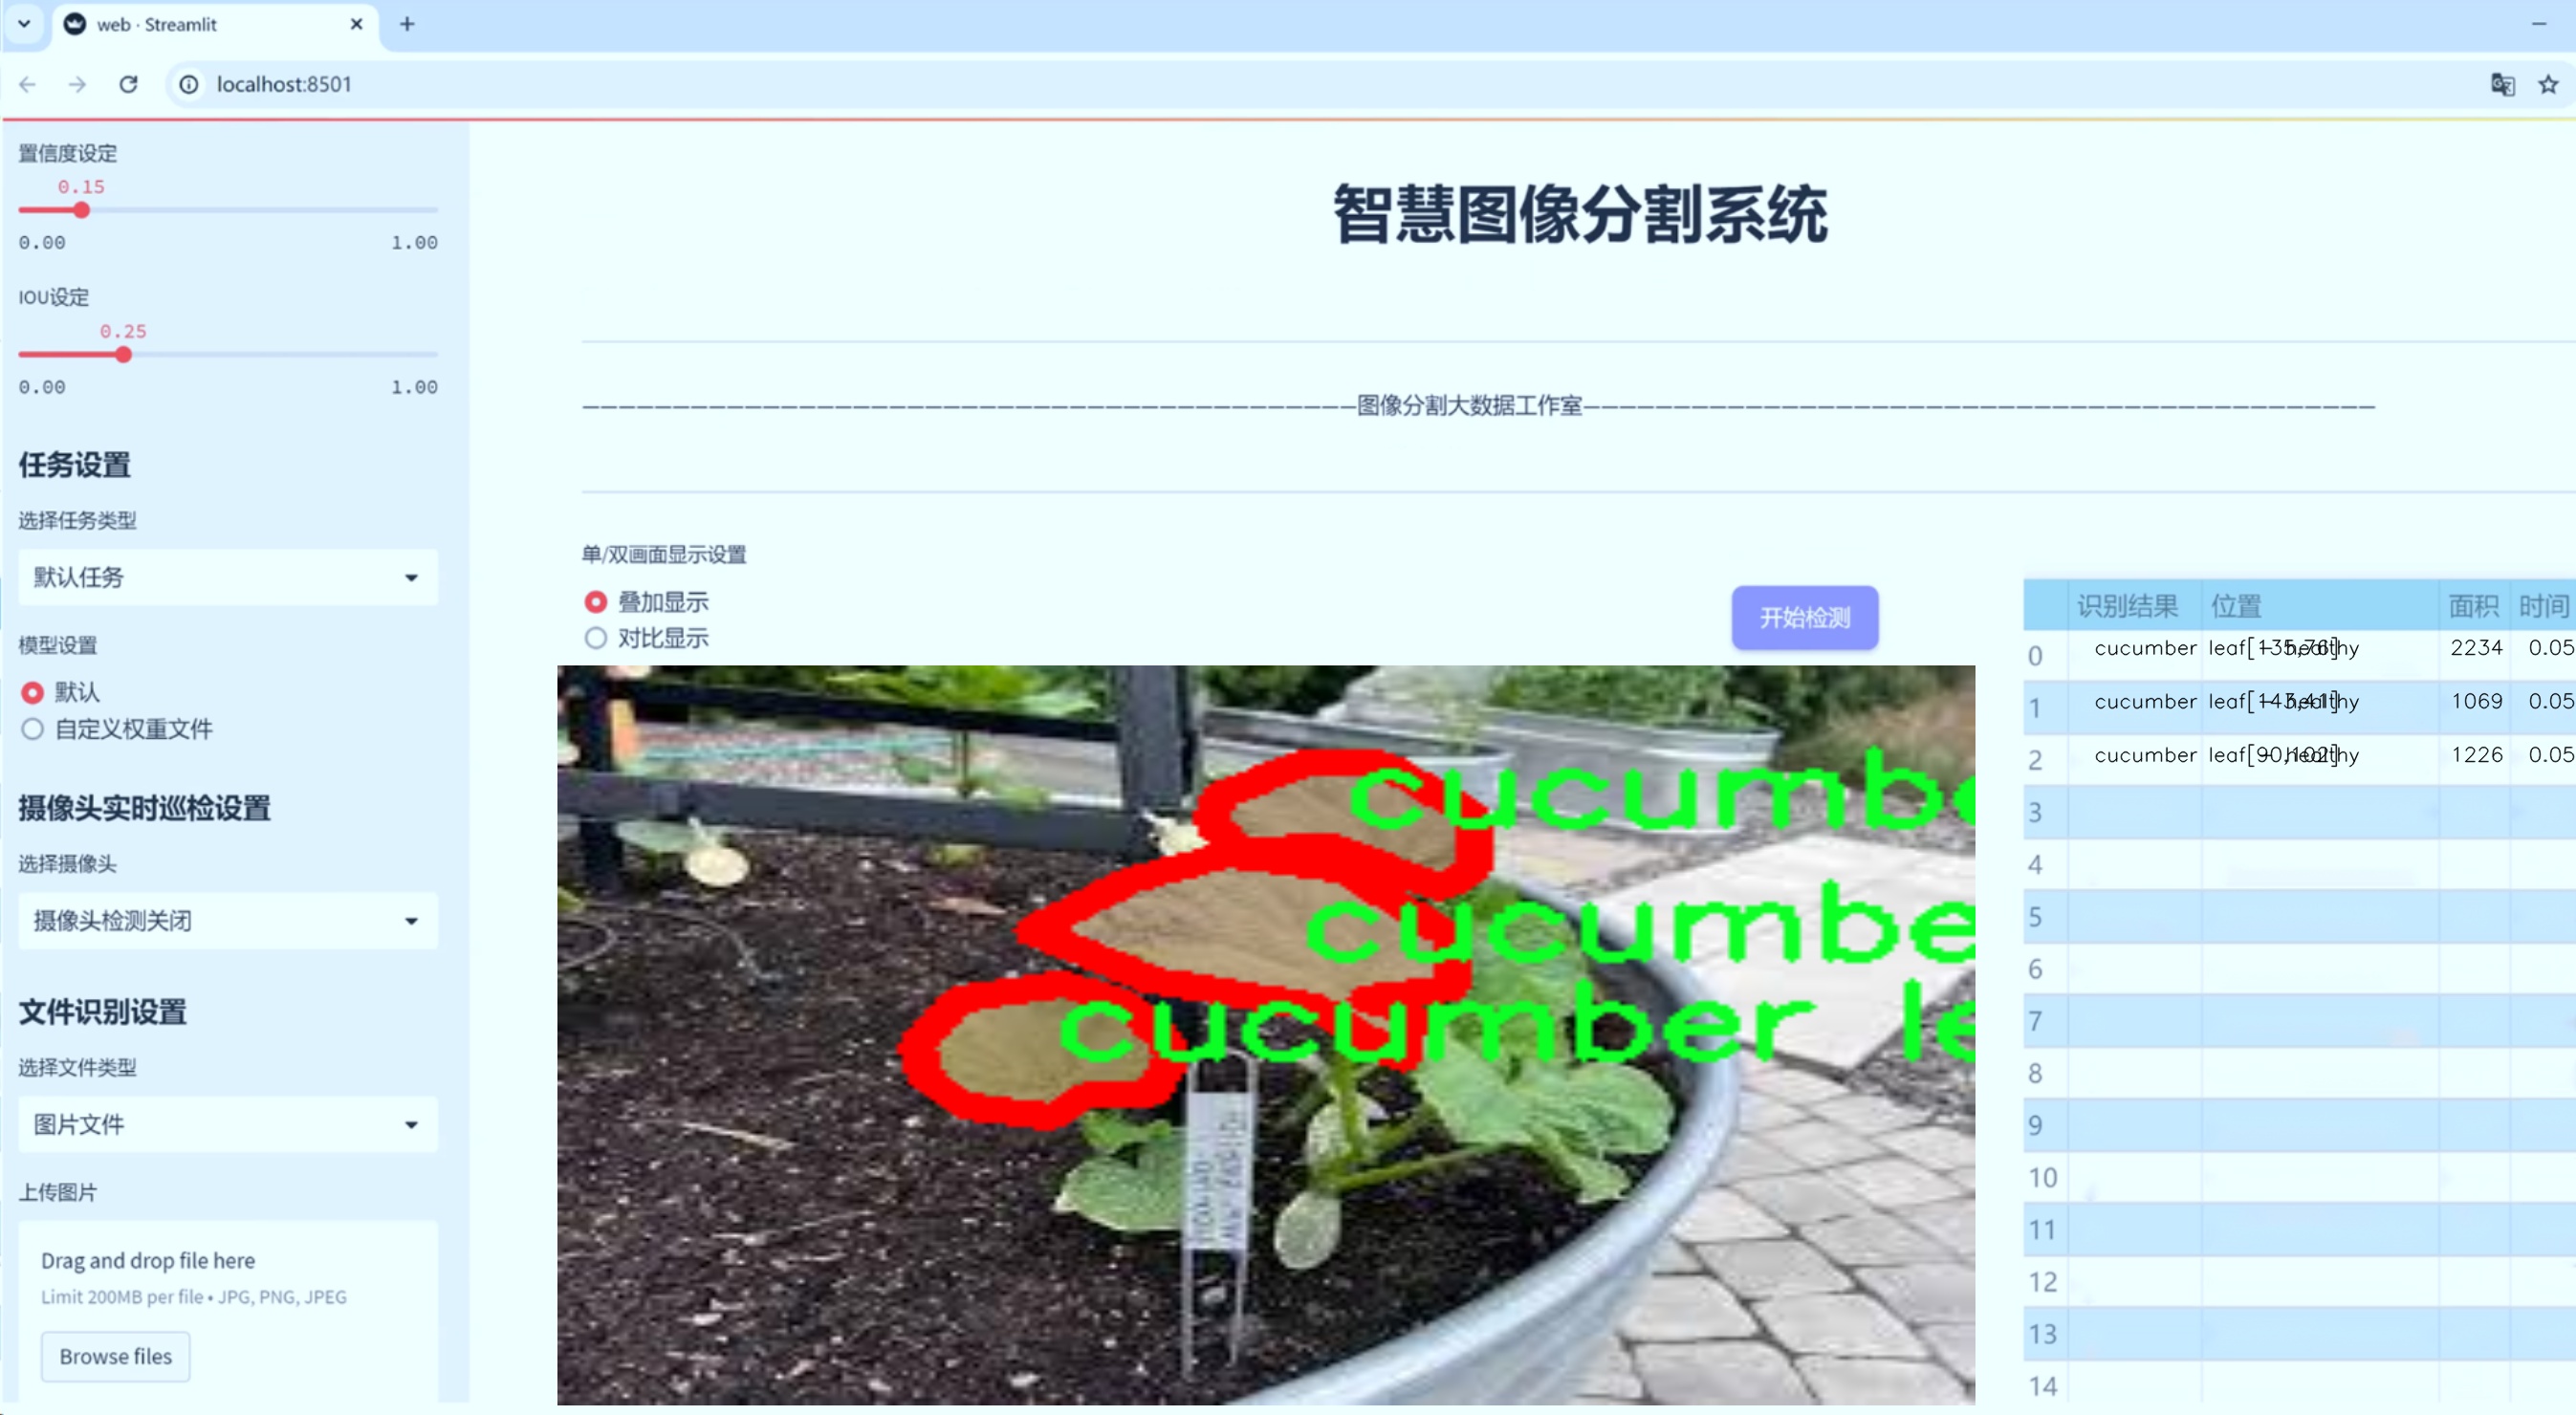 web · Streamlit
localhost:8501
置信度设定
0.15
0.00 1.00
IOU设定
0.25
0.00 1.00
任务设置
选择任务类型
默认任务
模型设置
默认
自定义权重文件
摄像头实时巡检设置
选择摄像头
摄像头检测关闭
文件识别设置
选择文件类型
图片文件
上传图片
Drag and drop file here
Limit 200MB per file • JPG, PNG, JPEG
Browse files
智慧图像分割系统
图像分割大数据工作室
单/双画面显示设置
叠加显示
对比显示
开始检测
cucumbe
cucumbe
cucumber le
识别结果 位置 面积 时间
0 cucumber leaf 2234 0.05
1 cucumber leaf 1069 0.05
2 cucumber leaf 1226 0.05
3
4
5
6
7
8
9
10
11
12
13
14